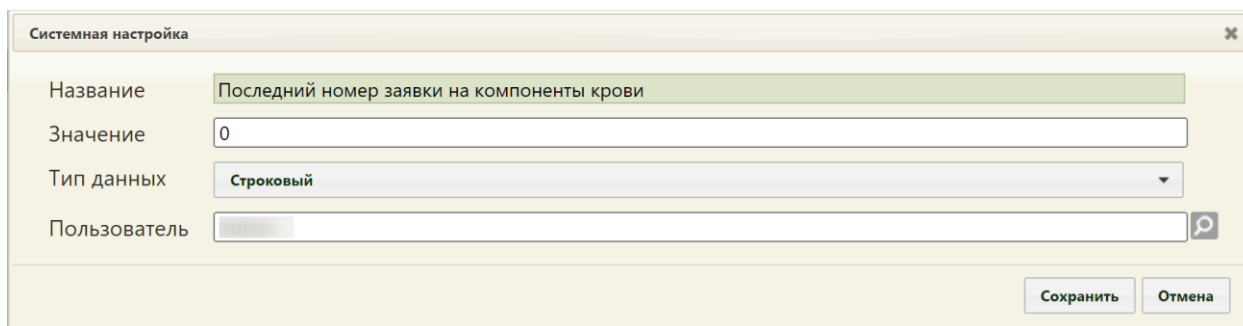 Системная настройка
Название
Последний номер заявки на компоненты крови
Значение
0
Тип данных
Строковый
Пользователь
Сохранить
Отмена